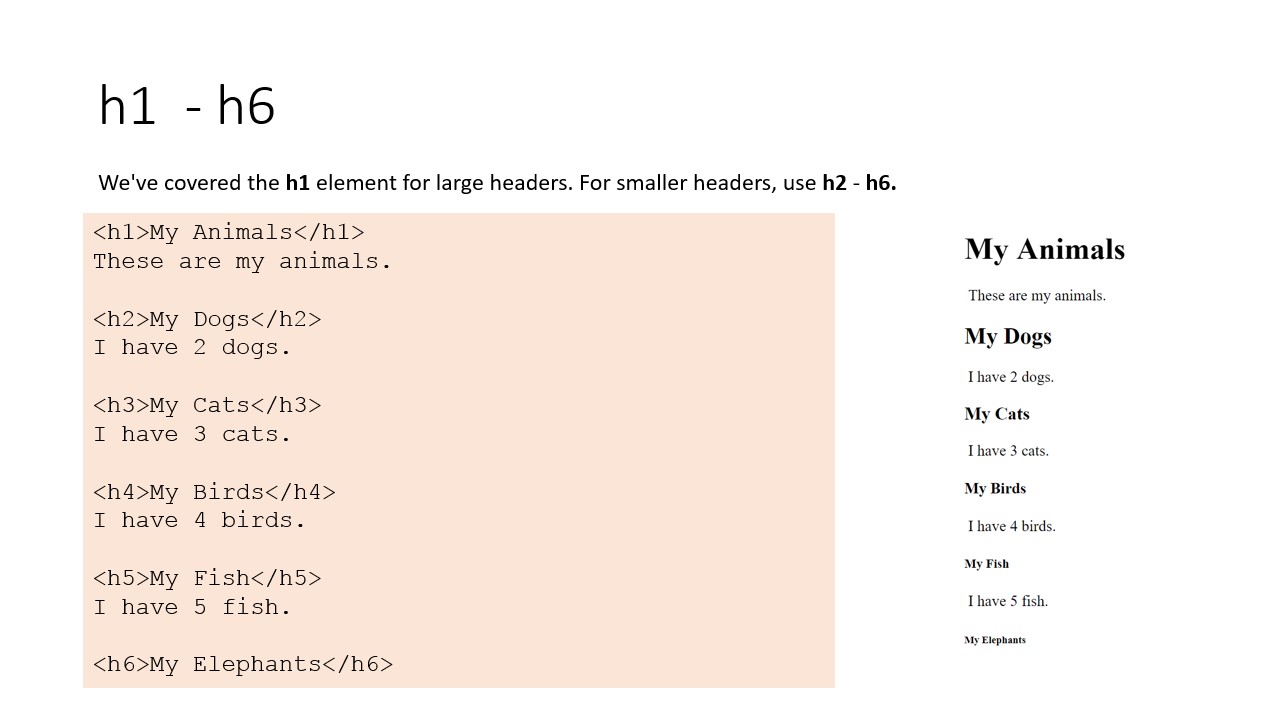 h1 - h6
We've covered the h1 element for large headers. For smaller headers, use h2 - h6.
<h1>My Animals</h1>
These are my animals.
<h2>My Dogs</h2>
I have 2 dogs.
<h3>My Cats</h3>
I have 3 cats.
<h4>My Birds</h4>
I have 4 birds.
<h5>My Fish</h5>
I have 5 fish.
<h6>My Elephants</h6>
My Animals
These are my animals.
My Dogs
I have 2 dogs.
My Cats
I have 3 cats.
My Birds
I have 4 birds.
My Fish
I have 5 fish.
My Elephants